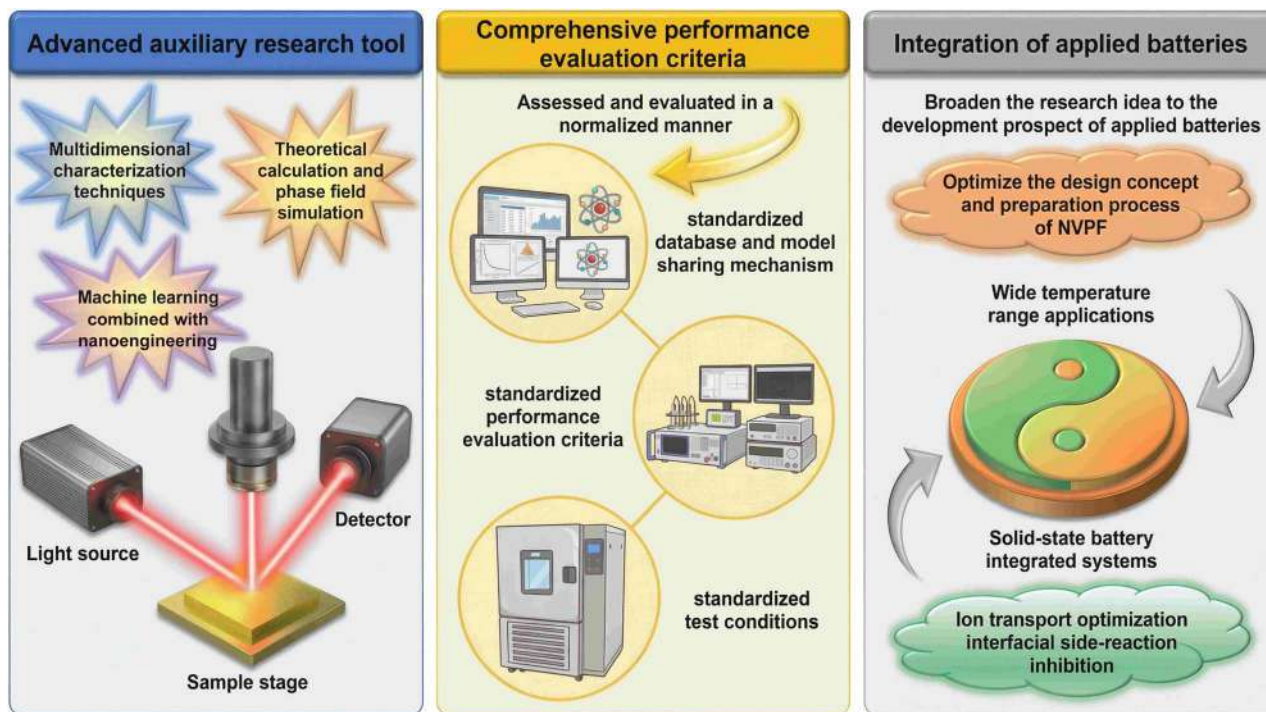 Advanced auxiliary research tool
Multidimensional
characterization
techniques
Theoretical
calculation and
phase field
simulation
Machine learning
combined with
nanoengineering
Light source
Detector
Sample stage
Comprehensive performance
evaluation criteria
Assessed and evaluated in a
normalized manner
standardized
database and model
sharing mechanism
standardized
performance
evaluation criteria
standardized
test conditions
Integration of applied batteries
Broaden the research idea to the
development prospect of applied batteries
Optimize the design concept
and preparation process
of NVPF
Wide temperature
range applications
Solid-state battery
integrated systems
Ion transport optimization
interfacial side-reaction
inhibition